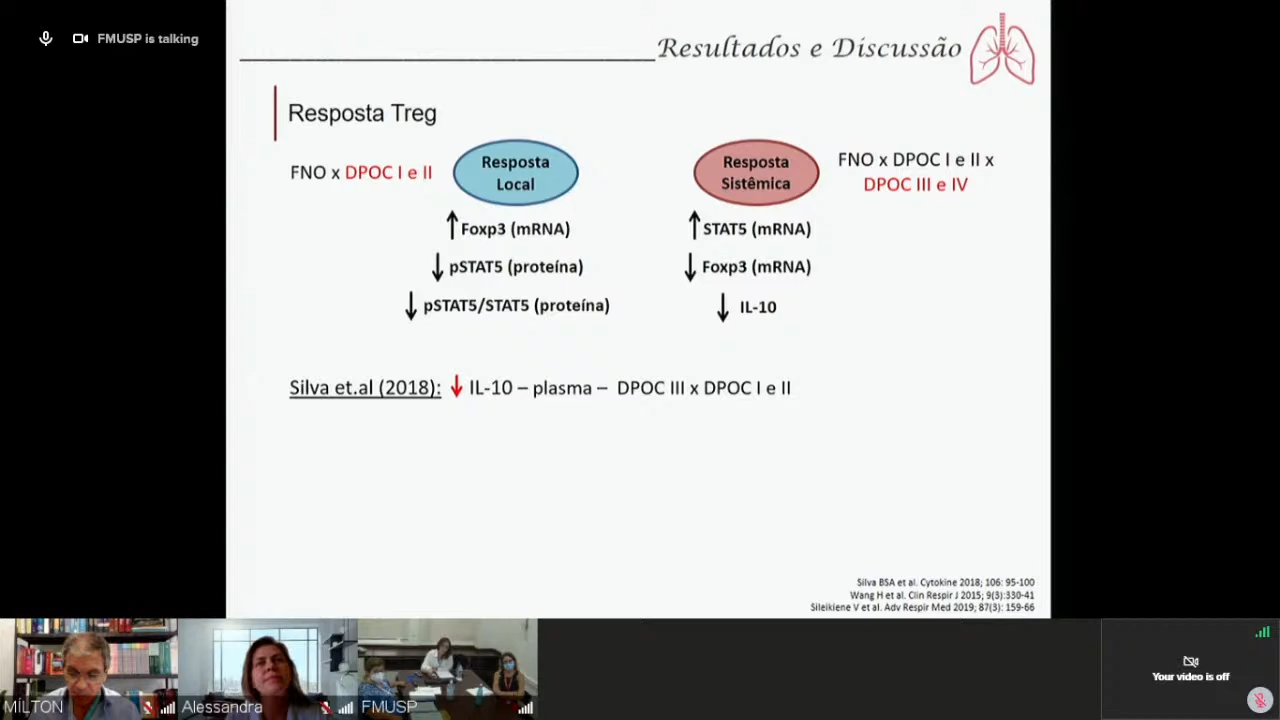 FMUSP is talking
Resultados e Discussão
Resposta Treg
FNO x DPOC I e II
Resposta
Local
↑ Foxp3 (mRNA)
↓ pSTAT5 (proteína)
↓ pSTAT5/STAT5 (proteína)
Resposta
Sistêmica
FNO x DPOC I e II x
DPOC III e IV
↑ STAT5 (mRNA)
↓ Foxp3 (mRNA)
↓ IL-10
Silva et.al (2018): ↓ IL-10 – plasma – DPOC III x DPOC I e II
Silva BSA et al. Cytokine 2018; 106: 95-100
Wang H et al. Clin Respir J 2015; 9(3):330-41
Sileikiene V et al. Adv Respir Med 2019; 87(3): 159-66
MILTON
Alessandra
FMUSP
Your video is off